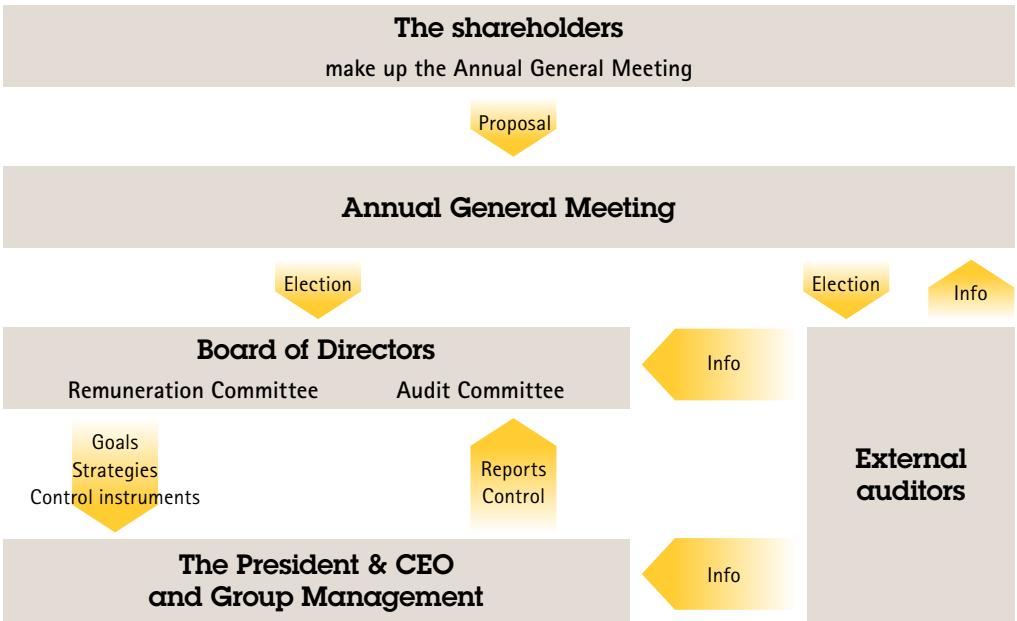 The shareholders
make up the Annual General Meeting
Proposal
Annual General Meeting
Election
Election
Info
Board of Directors
Remuneration Committee
Audit Committee
Info
Goals
Strategies
Control instruments
Reports
Control
External
auditors
The President & CEO
and Group Management
Info